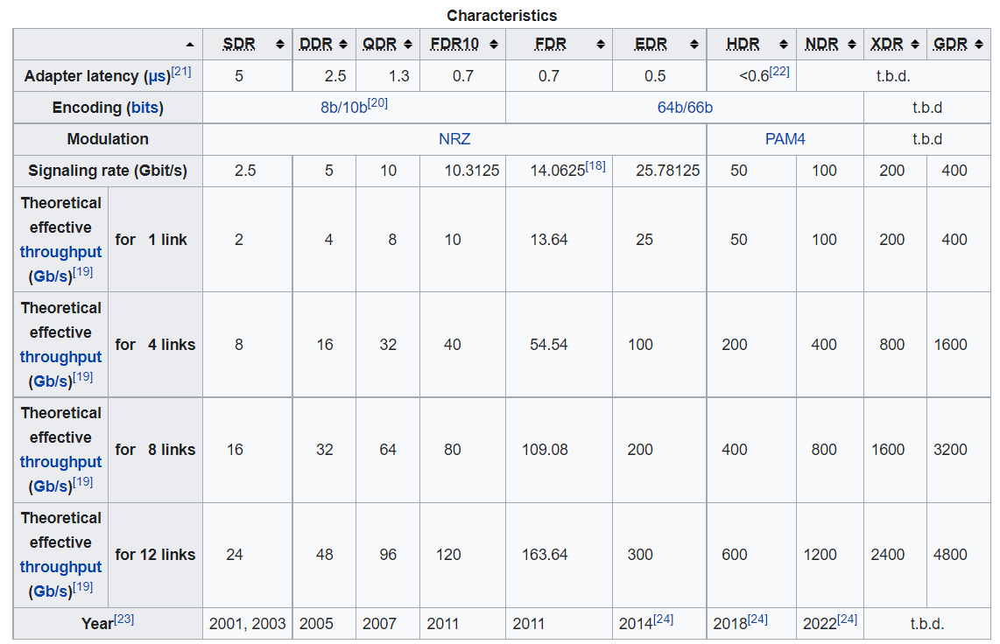 Characteristics
SDR DDR QDR FDR10 FDR EDR HDR NDR XDR GDR
Adapter latency (μs)[21] 5 2.5 1.3 0.7 0.7 0.5 <0.6[22] t.b.d.
Encoding (bits) 8b/10b[20] 64b/66b t.b.d
Modulation NRZ PAM4 t.b.d
Signaling rate (Gbit/s) 2.5 5 10 10.3125 14.0625[18] 25.78125 50 100 200 400
Theoretical
effective
throughput
(Gb/s)[19]
for 1 link 2 4 8 10 13.64 25 50 100 200 400
Theoretical
effective
throughput
(Gb/s)[19]
for 4 links 8 16 32 40 54.54 100 200 400 800 1600
Theoretical
effective
throughput
(Gb/s)[19]
for 8 links 16 32 64 80 109.08 200 400 800 1600 3200
Theoretical
effective
throughput
(Gb/s)[19]
for 12 links 24 48 96 120 163.64 300 600 1200 2400 4800
Year[23] 2001, 2003 2005 2007 2011 2011 2014[24] 2018[24] 2022[24] t.b.d.